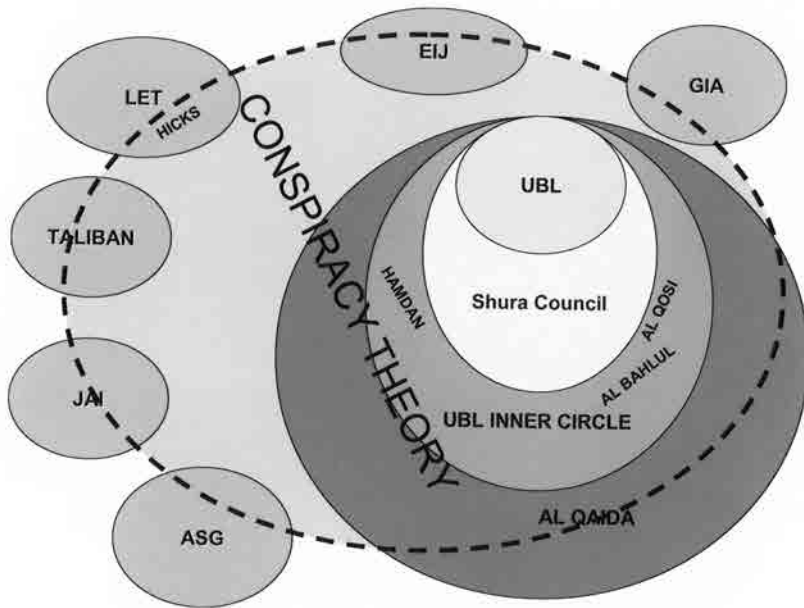 EIJ
LET
HICKS
GIA
CONSPIRACY THEORY
UBL
TALIBAN
HAMDAN
Shura Council
AL QOSI
AL BAHLUL
JAI
UBL INNER CIRCLE
AL QAIDA
ASG